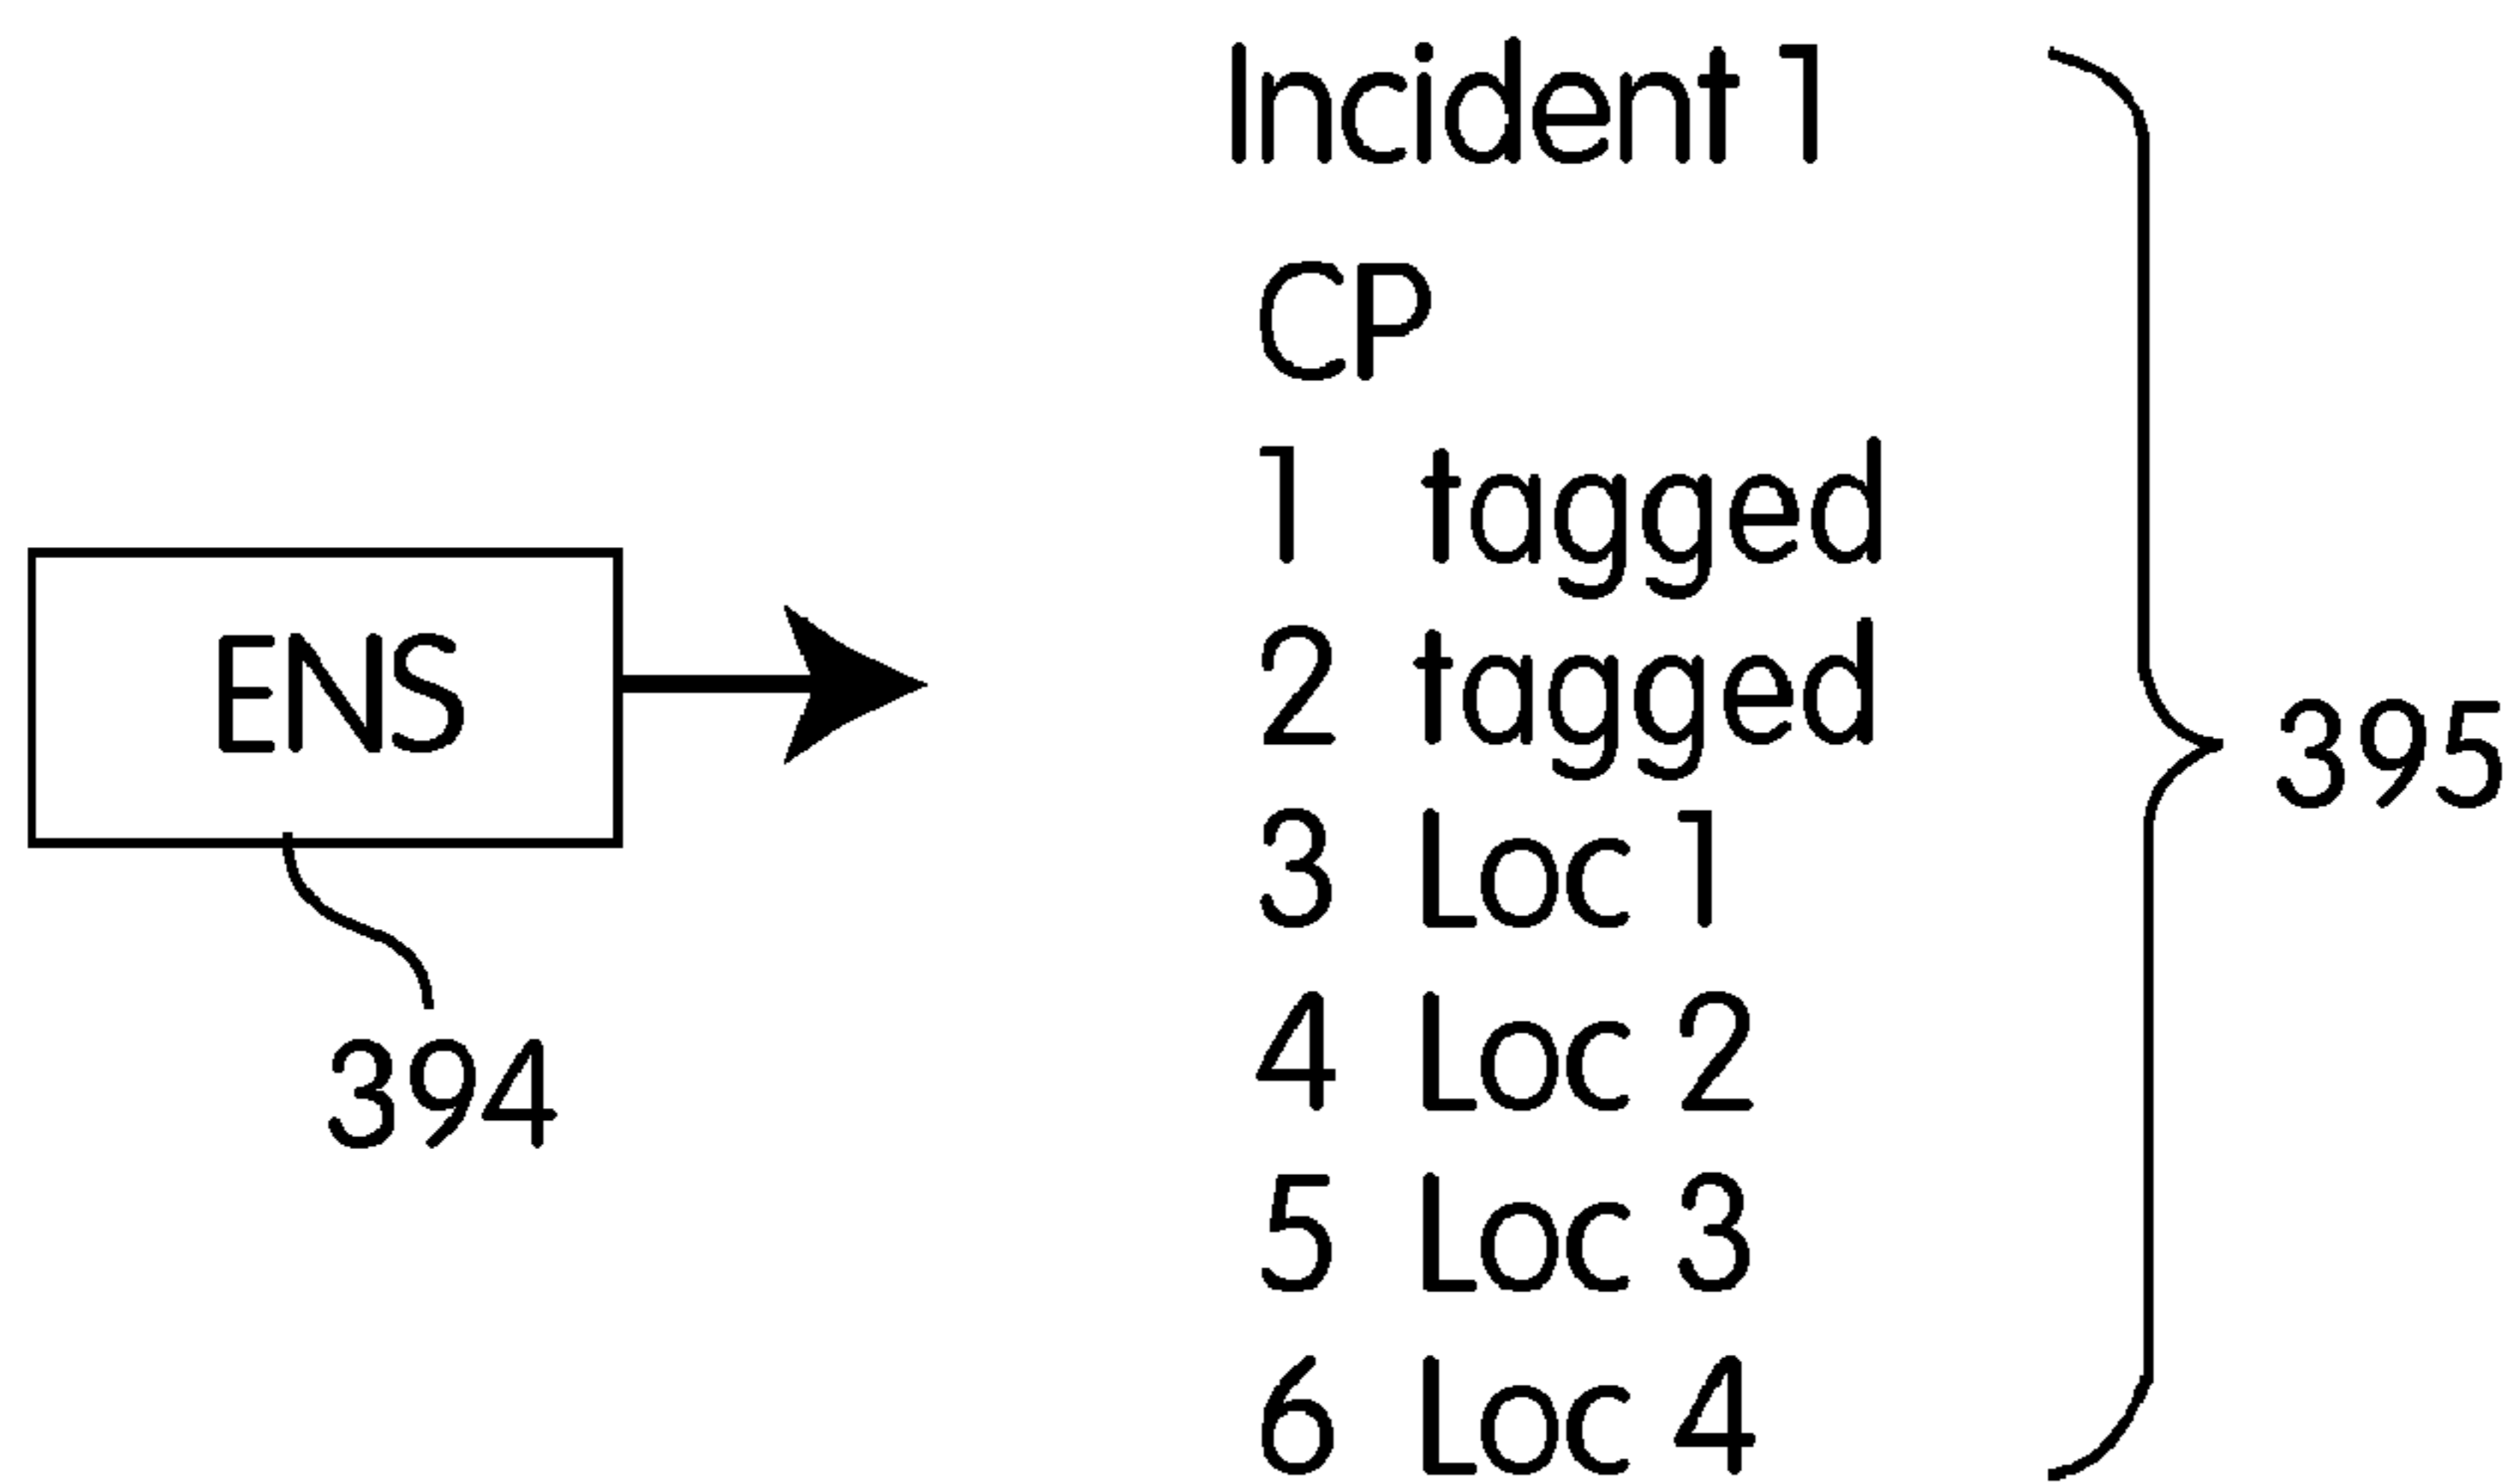 Incident 1
CP
1 tagged
2 tagged
3 Loc 1
4 Loc 2
5 Loc 3
6 Loc 4
ENS
394
395